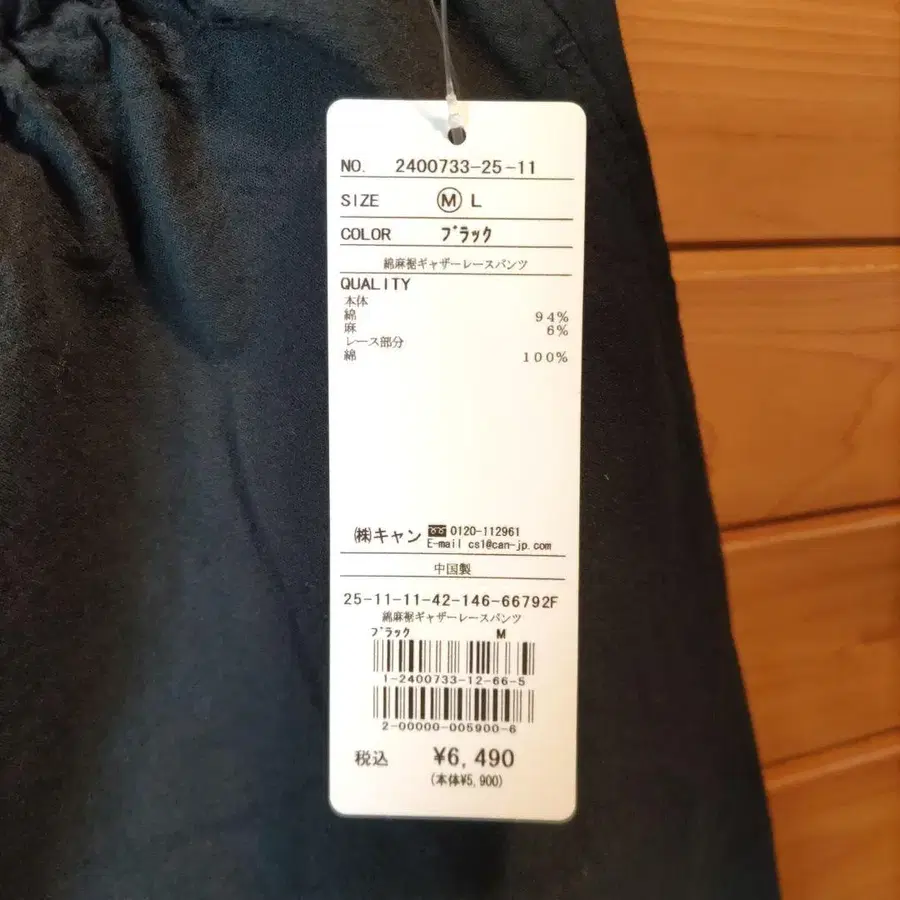 NO. 2400733-25-11
SIZE Ⓜ L
COLOR ブラック
綿麻裾ギャザーレースパンツ
QUALITY
本体
綿 94%
麻 6%
レース部分
綿 100%
㈱キャン 0120-112961
E-mail cs1@can-jp.com
中国製
25-11-11-42-146-66792F
綿麻裾ギャザーレースパンツ
ブラック M
1-2400733-12-66-5
2-00000-005900-6
税込 ¥6,490
(本体¥5,900)